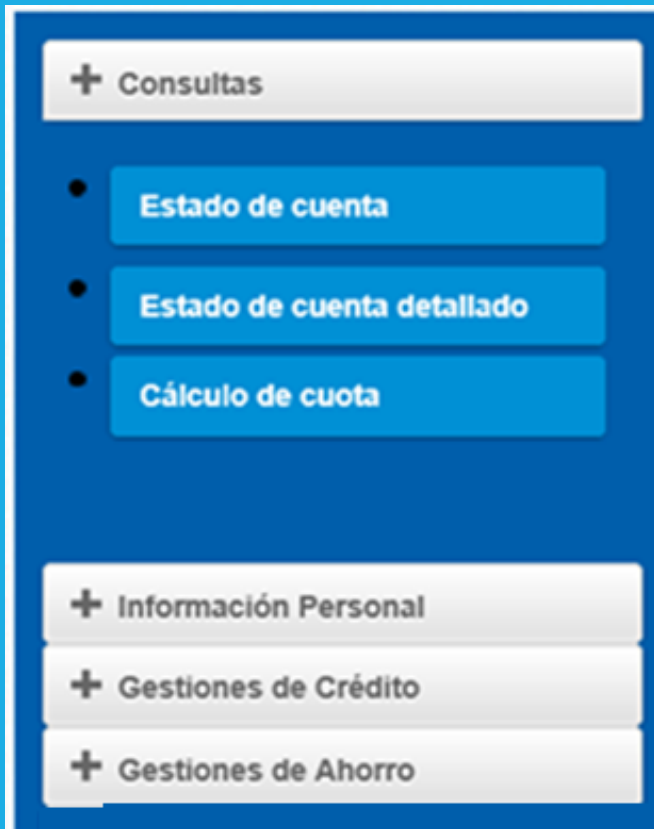 Consultas
Estado de cuenta
Estado de cuenta detallado
Cálculo de cuota
Información Personal
Gestiones de Crédito
Gestiones de Ahorro